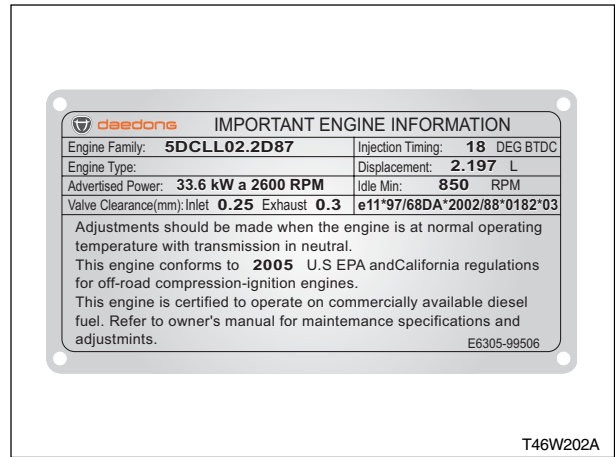 daedong IMPORTANT ENGINE INFORMATION
Engine Family: 5DCLL02.2D87 Injection Timing: 18 DEG BTDC
Engine Type: Displacement: 2.197 L
Advertised Power: 33.6 kW a 2600 RPM Idle Min: 850 RPM
Valve Clearance(mm): Inlet 0.25 Exhaust 0.3 e11*97/68DA*2002/88*0182*03
Adjustments should be made when the engine is at normal operating
temperature with transmission in neutral.
This engine conforms to 2005 U.S EPA andCalifornia regulations
for off-road compression-ignition engines.
This engine is certified to operate on commercially available diesel
fuel. Refer to owner's manual for maintemance specifications and
adjustmints.
E6305-99506
T46W202A